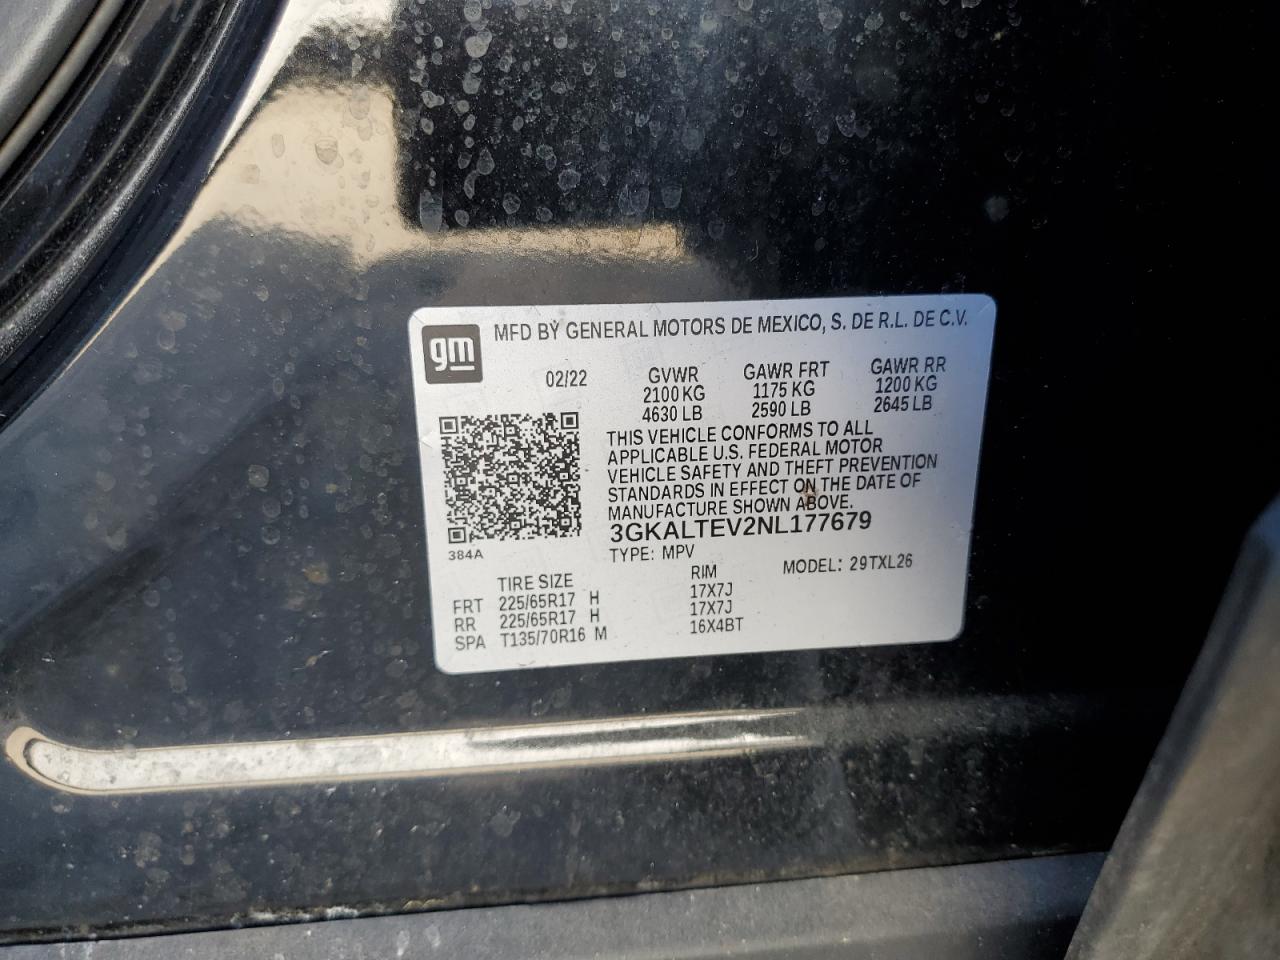 gm
MFD BY GENERAL MOTORS DE MEXICO, S. DE R.L. DE C.V.
02/22 GVWR GAWR FRT GAWR RR
2100 KG 1175 KG 1200 KG
4630 LB 2590 LB 2645 LB
THIS VEHICLE CONFORMS TO ALL
APPLICABLE U.S. FEDERAL MOTOR
VEHICLE SAFETY AND THEFT PREVENTION
STANDARDS IN EFFECT ON THE DATE OF
MANUFACTURE SHOWN ABOVE.
3GKALTEV2NL177679
384A
TYPE: MPV MODEL: 29TXL26
TIRE SIZE RIM
FRT 225/65R17 H 17X7J
RR 225/65R17 H 17X7J
SPA T135/70R16 M 16X4BT